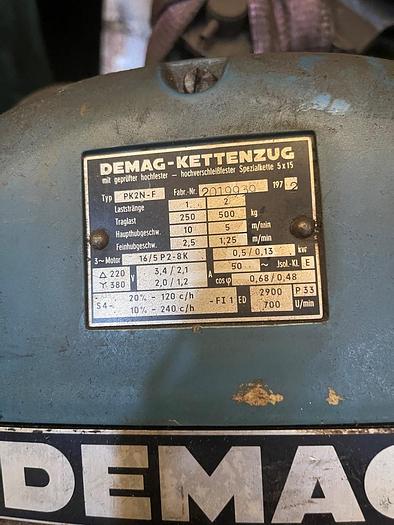 DEMAG-KETTENZUG
mit geprüfter hochfester – hochverschleißfester Spezialkette 5x15
Typ PK2N-F Fabr.-Nr. 2019939 197
Laststränge 1 2
Traglast 250 500 kg
Haupthubgeschw. 10 5 m/min
Feinhubgeschw. 2,5 1,25 m/min
3~Motor 16/5 P2-8K 0,5/0,13 kw
△ 220 V 3,4/2,1 A 50 ~ Jsol.-Kl. E
Y 380 2,0/1,2 cos φ 0,68/0,48
S4- 20% - 120 c/h -FI 1 ED 2900 P 33
10% - 240 c/h 700 U/min
DEMAG